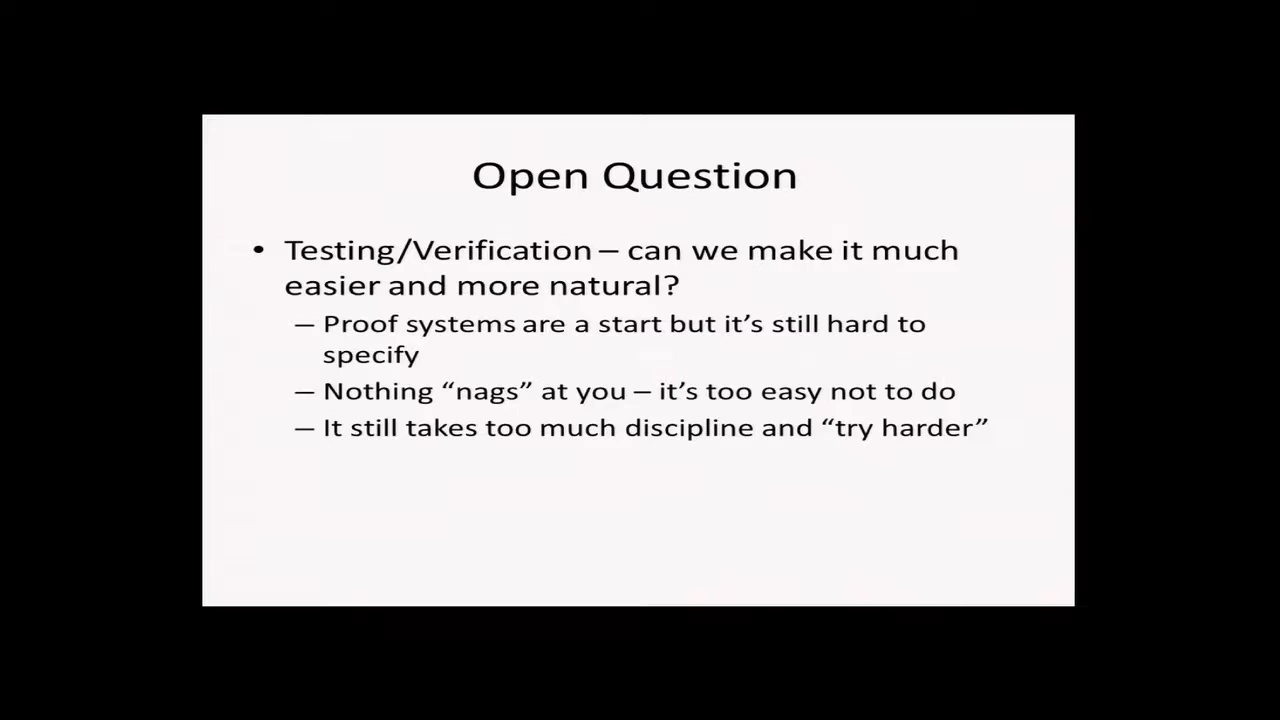 Open Question
• Testing/Verification – can we make it much
easier and more natural?
– Proof systems are a start but it’s still hard to
specify
– Nothing “nags” at you – it’s too easy not to do
– It still takes too much discipline and “try harder”